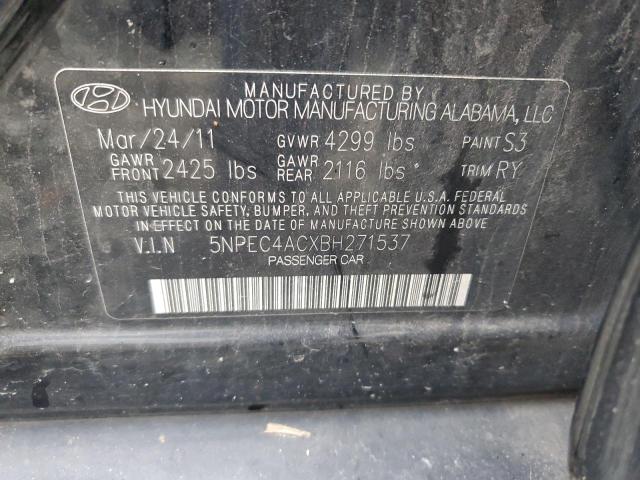 MANUFACTURED BY
HYUNDAI MOTOR MANUFACTURING ALABAMA, LLC
Mar/24/11 GVWR 4299 lbs PAINT S3
GAWR FRONT 2425 lbs GAWR REAR 2116 lbs TRIM RY
THIS VEHICLE CONFORMS TO ALL APPLICABLE U.S.A. FEDERAL
MOTOR VEHICLE SAFETY, BUMPER, AND THEFT PREVENTION
STANDARDS IN EFFECT ON THE DATE OF MANUFACTURE SHOWN ABOVE
V.I.N 5NPEC4ACXBH271537
PASSENGER CAR